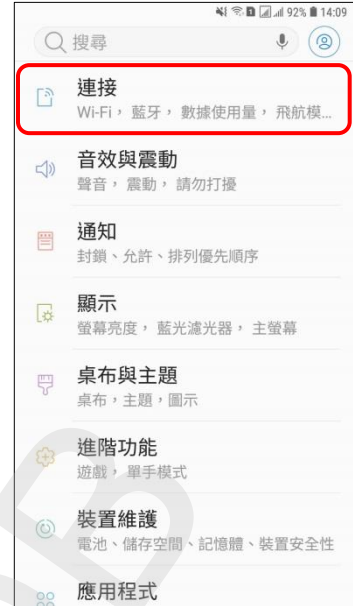 92% 14:09
搜尋
連接
Wi-Fi， 藍牙， 數據使用量， 飛航模...
音效與震動
聲音， 震動， 請勿打擾
通知
封鎖、允許、排列優先順序
顯示
螢幕亮度， 藍光濾光器， 主螢幕
桌布與主題
桌布，主題，圖示
進階功能
遊戲， 單手模式
裝置維護
電池、儲存空間、記憶體、裝置安全性
應用程式